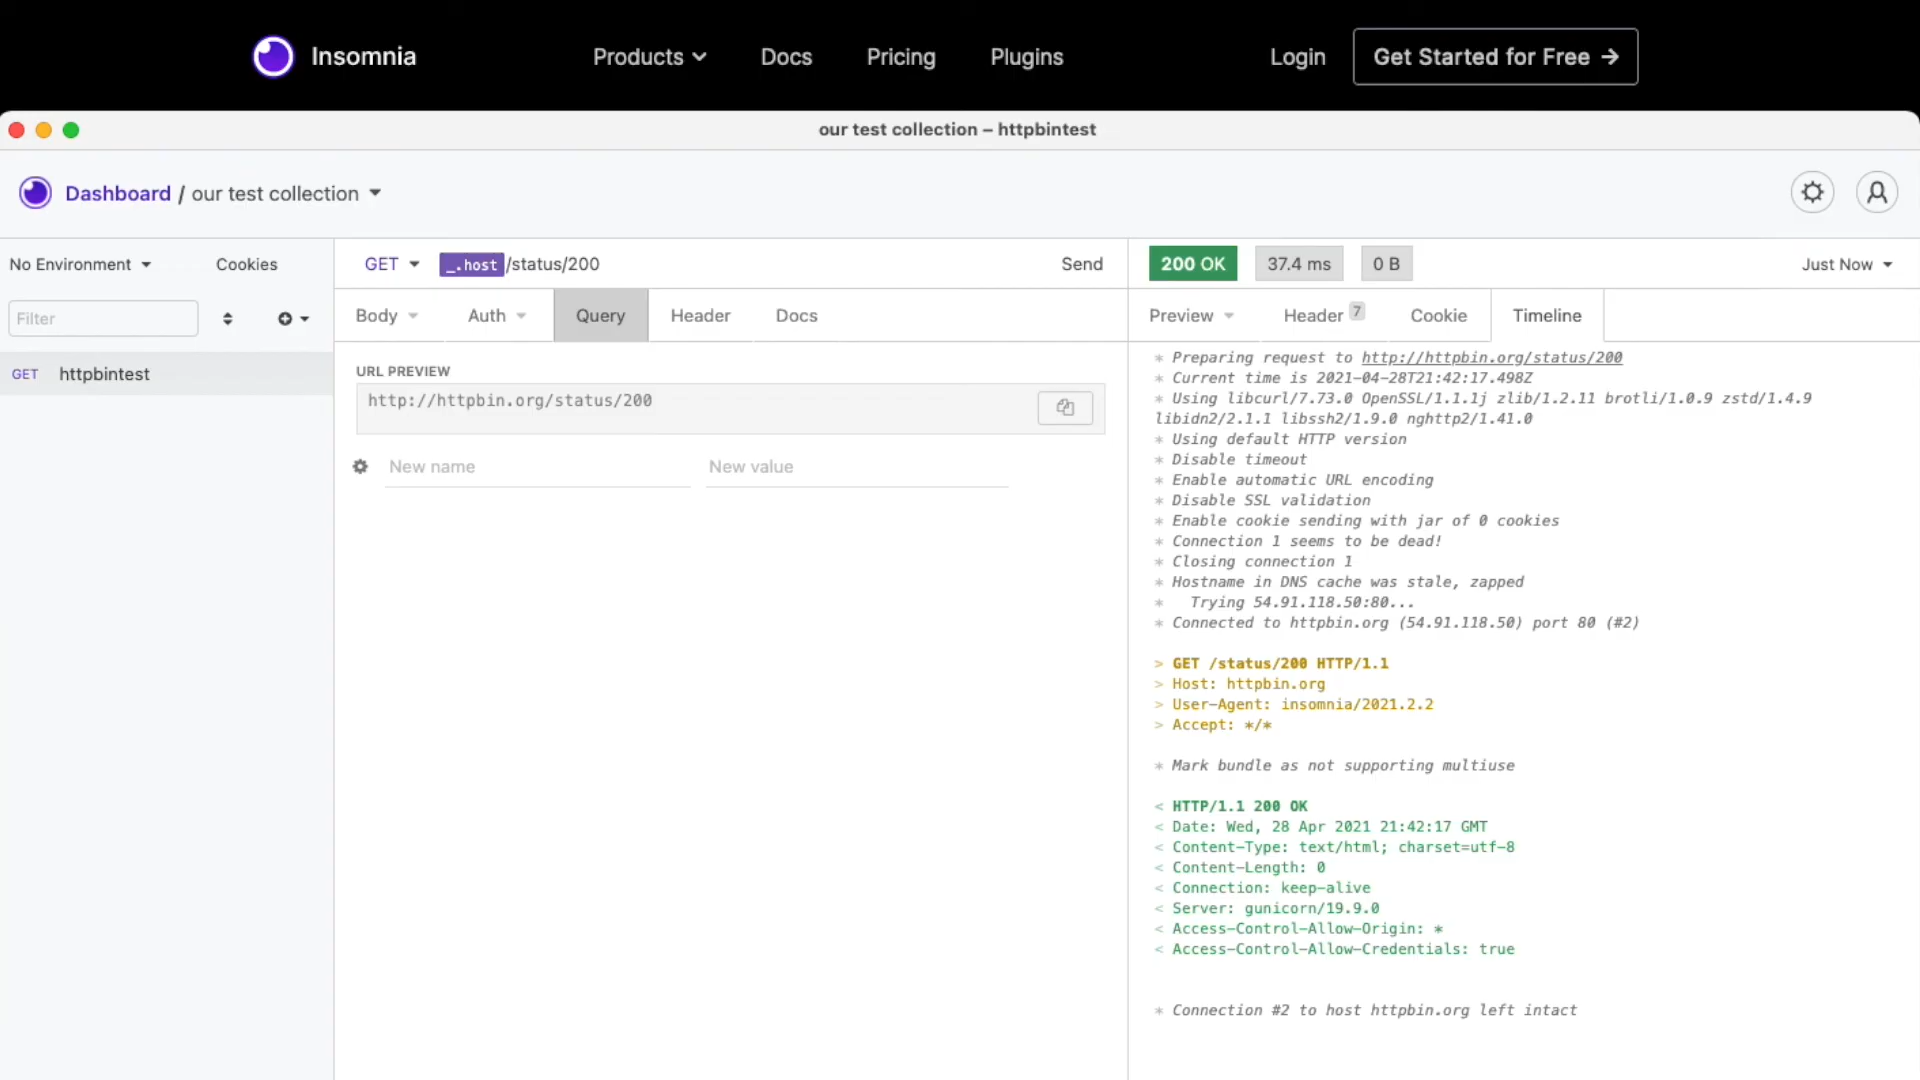 Insomnia
Products
Docs
Pricing
Plugins
Login
Get Started for Free →
our test collection – httpbintest
Dashboard / our test collection
No Environment
Cookies
Filter
GET httpbintest
GET _.host/status/200
Send
Body
Auth
Query
Header
Docs
URL PREVIEW
http://httpbin.org/status/200
New name
New value
200 OK
37.4 ms
0 B
Just Now
Preview
Header 7
Cookie
Timeline
* Preparing request to http://httpbin.org/status/200
* Current time is 2021-04-28T21:42:17.498Z
* Using libcurl/7.73.0 OpenSSL/1.1.1j zlib/1.2.11 brotli/1.0.9 zstd/1.4.9
libidn2/2.1.1 libssh2/1.9.0 nghttp2/1.41.0
* Using default HTTP version
* Disable timeout
* Enable automatic URL encoding
* Disable SSL validation
* Enable cookie sending with jar of 0 cookies
* Connection 1 seems to be dead!
* Closing connection 1
* Hostname in DNS cache was stale, zapped
*   Trying 54.91.118.50:80...
* Connected to httpbin.org (54.91.118.50) port 80 (#2)
> GET /status/200 HTTP/1.1
> Host: httpbin.org
> User-Agent: insomnia/2021.2.2
> Accept: */*
* Mark bundle as not supporting multiuse
< HTTP/1.1 200 OK
< Date: Wed, 28 Apr 2021 21:42:17 GMT
< Content-Type: text/html; charset=utf-8
< Content-Length: 0
< Connection: keep-alive
< Server: gunicorn/19.9.0
< Access-Control-Allow-Origin: *
< Access-Control-Allow-Credentials: true
* Connection #2 to host httpbin.org left intact